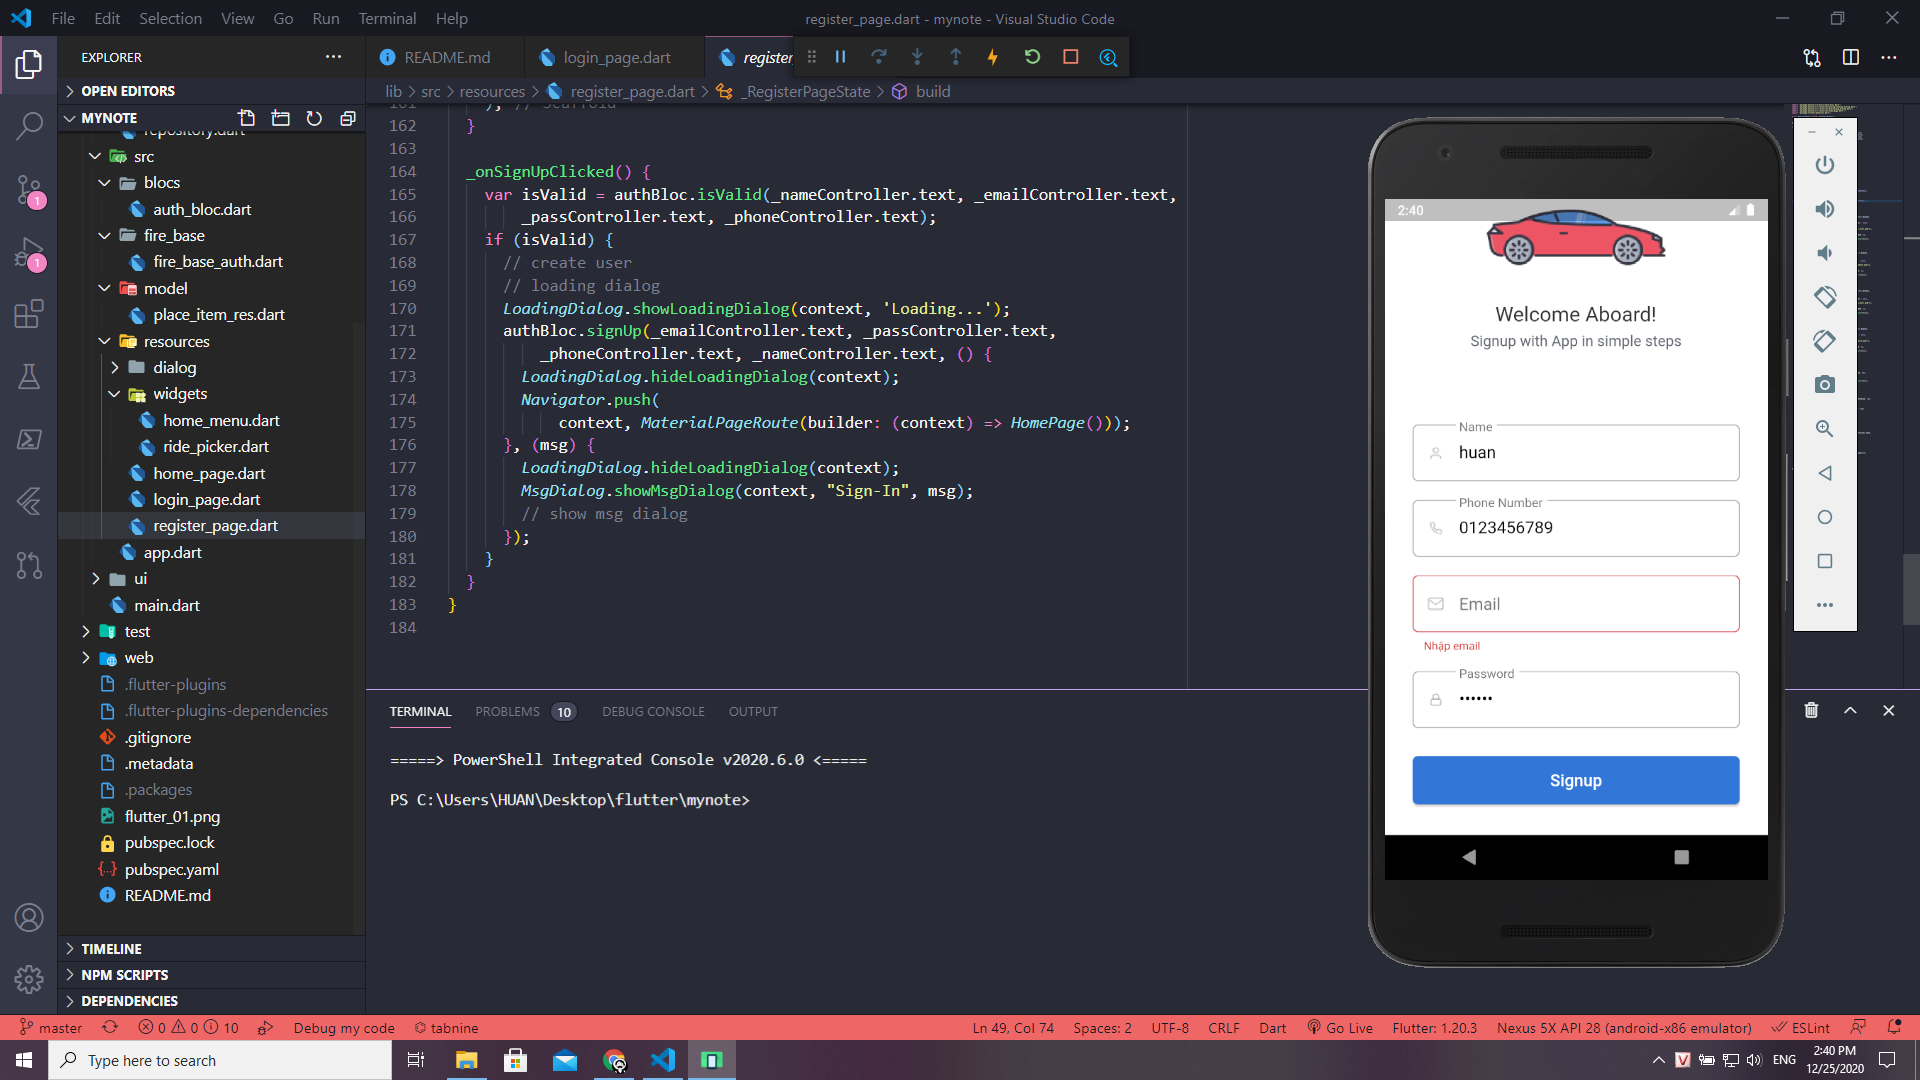 File Edit Selection View Go Run Terminal Help
register_page.dart - mynote - Visual Studio Code
EXPLORER
README.md
login_page.dart
register
OPEN EDITORS
lib > src > resources > register_page.dart > _RegisterPageState > build
MYNOTE
repository.dart
src
blocs
auth_bloc.dart
fire_base
fire_base_auth.dart
model
place_item_res.dart
resources
dialog
widgets
home_menu.dart
ride_picker.dart
home_page.dart
login_page.dart
register_page.dart
app.dart
ui
main.dart
test
web
.flutter-plugins
.flutter-plugins-dependencies
.gitignore
.metadata
.packages
flutter_01.png
pubspec.lock
pubspec.yaml
README.md
TIMELINE
NPM SCRIPTS
DEPENDENCIES
1
1
161 ); // Scaffold
162 }
163
164 _onSignUpClicked() {
165 var isValid = authBloc.isValid(_nameController.text, _emailController.text,
166 _passController.text, _phoneController.text);
167 if (isValid) {
168 // create user
169 // loading dialog
170 LoadingDialog.showLoadingDialog(context, 'Loading...');
171 authBloc.signUp(_emailController.text, _passController.text,
172 _phoneController.text, _nameController.text, () {
173 LoadingDialog.hideLoadingDialog(context);
174 Navigator.push(
175 context, MaterialPageRoute(builder: (context) => HomePage()));
176 }, (msg) {
177 LoadingDialog.hideLoadingDialog(context);
178 MsgDialog.showMsgDialog(context, "Sign-In", msg);
179 // show msg dialog
180 });
181 }
182 }
183 }
184
TERMINAL PROBLEMS 10 DEBUG CONSOLE OUTPUT
=====> PowerShell Integrated Console v2020.6.0 <=====
PS C:\Users\HUAN\Desktop\flutter\mynote>
2:40
Welcome Aboard!
Signup with App in simple steps
Name
huan
Phone Number
0123456789
Email
Nhập email
Password
••••••
Signup
master 0 0 10 Debug my code tabnine
Ln 49, Col 74 Spaces: 2 UTF-8 CRLF Dart Go Live Flutter: 1.20.3 Nexus 5X API 28 (android-x86 emulator) ESLint
Type here to search
V
ENG
2:40 PM
12/25/2020